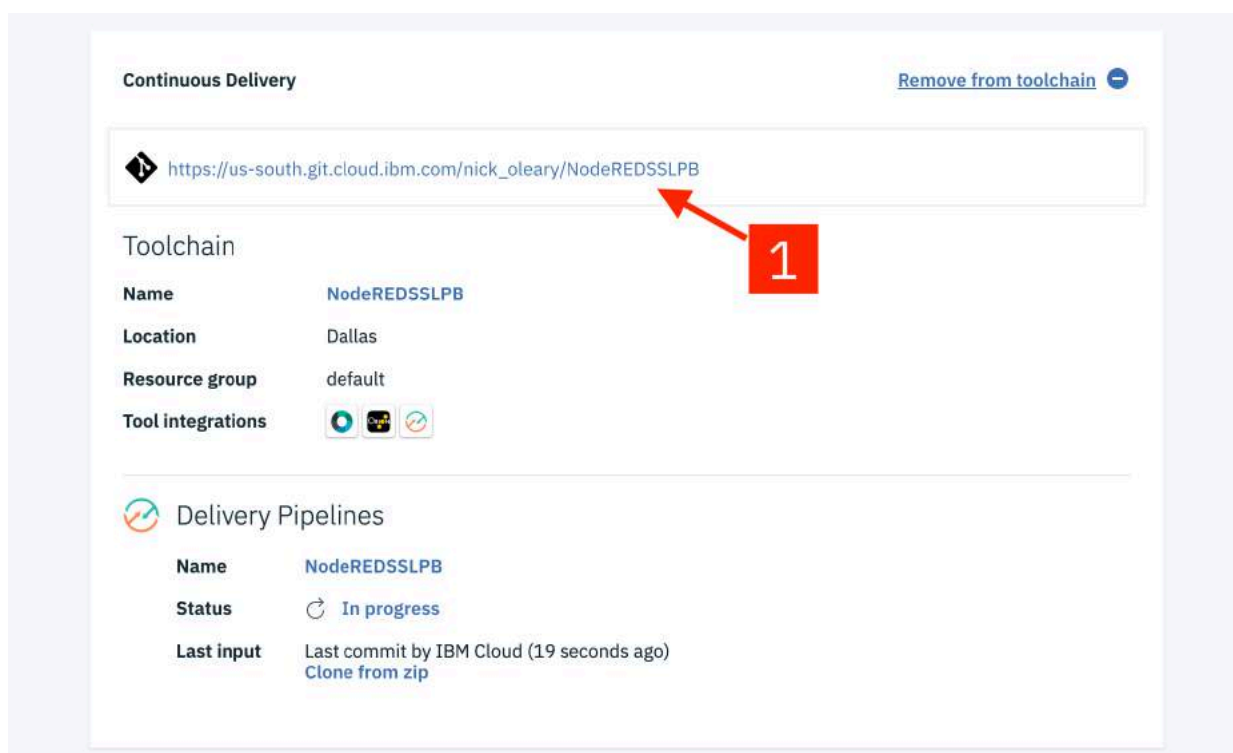 Continuous Delivery
Remove from toolchain
https://us-south.git.cloud.ibm.com/nick_oleary/NodeREDSSLPB
1
Toolchain
Name NodeREDSSLPB
Location Dallas
Resource group default
Tool integrations
Delivery Pipelines
Name NodeREDSSLPB
Status In progress
Last input Last commit by IBM Cloud (19 seconds ago)
Clone from zip